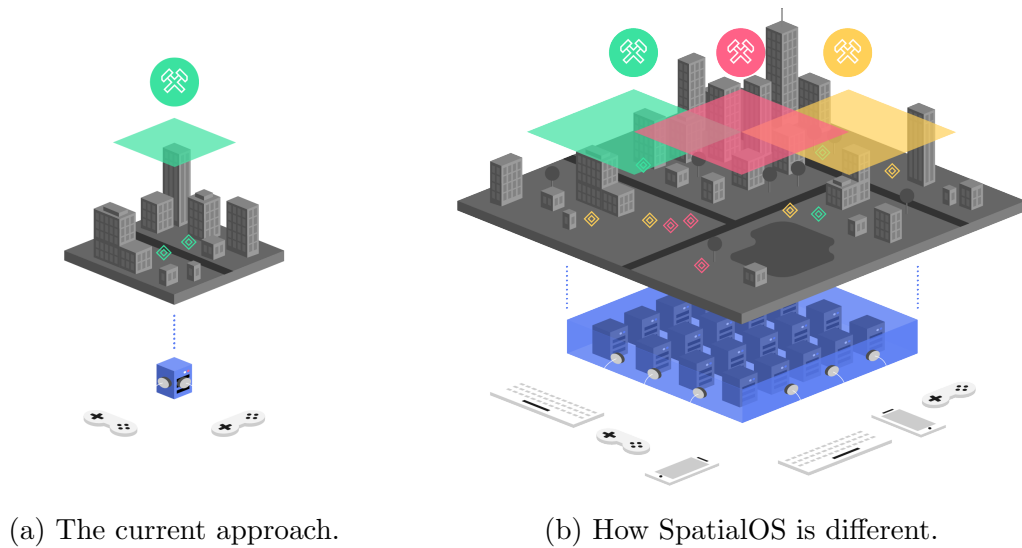 (a) The current approach.
(b) How SpatialOS is different.